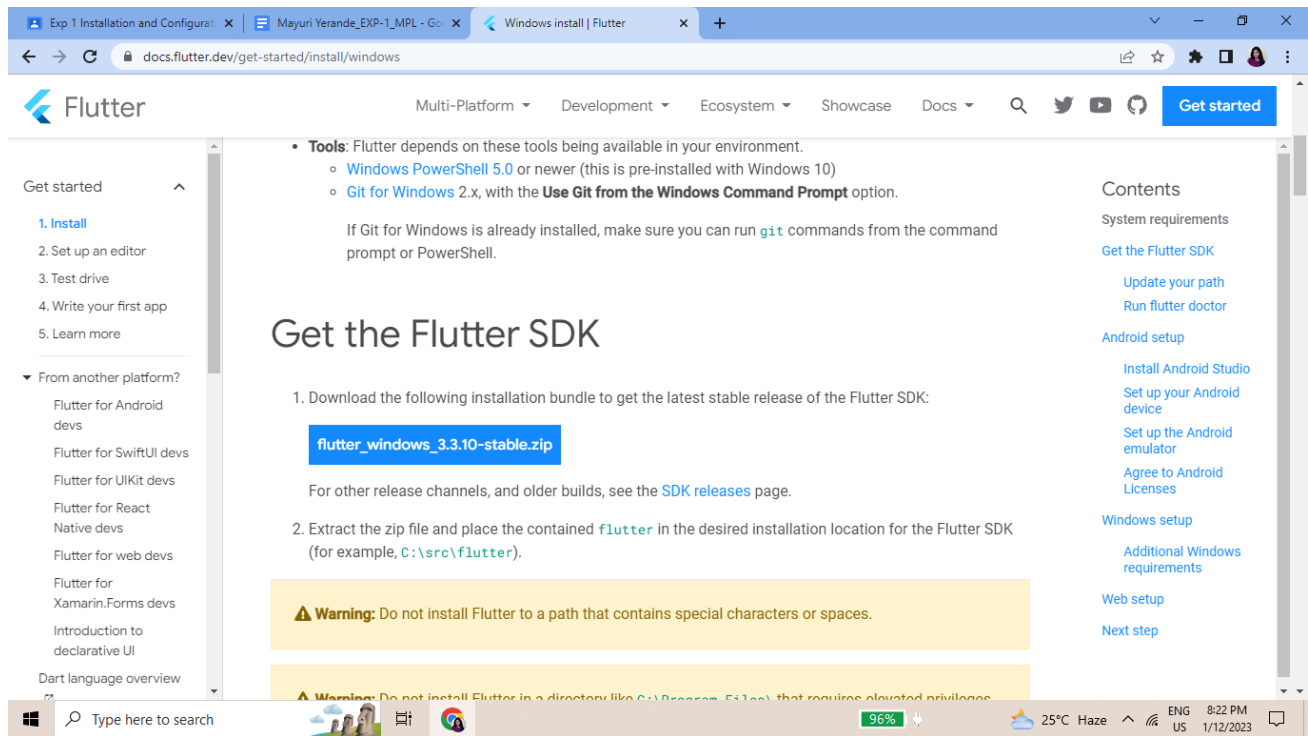 Exp 1 Installation and Configurati
Mayuri Yerande_EXP-1_MPL - Go
Windows install | Flutter
docs.flutter.dev/get-started/install/windows
Flutter
Multi-Platform
Development
Ecosystem
Showcase
Docs
Get started
Get started
1. Install
2. Set up an editor
3. Test drive
4. Write your first app
5. Learn more
From another platform?
Flutter for Android
devs
Flutter for SwiftUI devs
Flutter for UIKit devs
Flutter for React
Native devs
Flutter for web devs
Flutter for
Xamarin.Forms devs
Introduction to
declarative UI
Dart language overview
• Tools: Flutter depends on these tools being available in your environment.
Windows PowerShell 5.0 or newer (this is pre-installed with Windows 10)
Git for Windows 2.x, with the Use Git from the Windows Command Prompt option.
If Git for Windows is already installed, make sure you can run git commands from the command
prompt or PowerShell.
Get the Flutter SDK
1. Download the following installation bundle to get the latest stable release of the Flutter SDK:
flutter_windows_3.3.10-stable.zip
For other release channels, and older builds, see the SDK releases page.
2. Extract the zip file and place the contained flutter in the desired installation location for the Flutter SDK
(for example, C:\src\flutter).
Warning: Do not install Flutter to a path that contains special characters or spaces.
Warning: Do not install Flutter in a directory like C:\Program Files\ that requires elevated privileges
Contents
System requirements
Get the Flutter SDK
Update your path
Run flutter doctor
Android setup
Install Android Studio
Set up your Android
device
Set up the Android
emulator
Agree to Android
Licenses
Windows setup
Additional Windows
requirements
Web setup
Next step
Type here to search
96%
25°C Haze
ENG
US
8:22 PM
1/12/2023